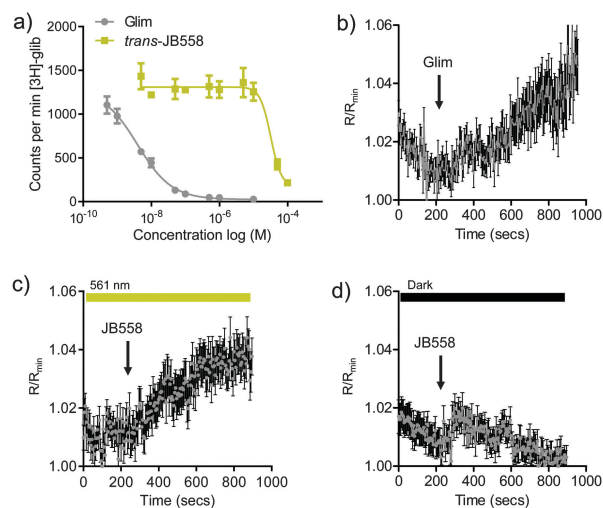 a)
Glim
trans-JB558
Counts per min [3H]-glib
2000
1500
1000
500
0
10⁻¹⁰ 10⁻⁸ 10⁻⁶ 10⁻⁴
Concentration log (M)
b)
Glim
R/Rmin
1.06
1.04
1.02
1.00
0 200 400 600 800 1000
Time (secs)
c)
561 nm
JB558
R/Rmin
1.06
1.04
1.02
1.00
0 200 400 600 800 1000
Time (secs)
d)
Dark
JB558
R/Rmin
1.06
1.04
1.02
1.00
0 200 400 600 800 1000
Time (secs)